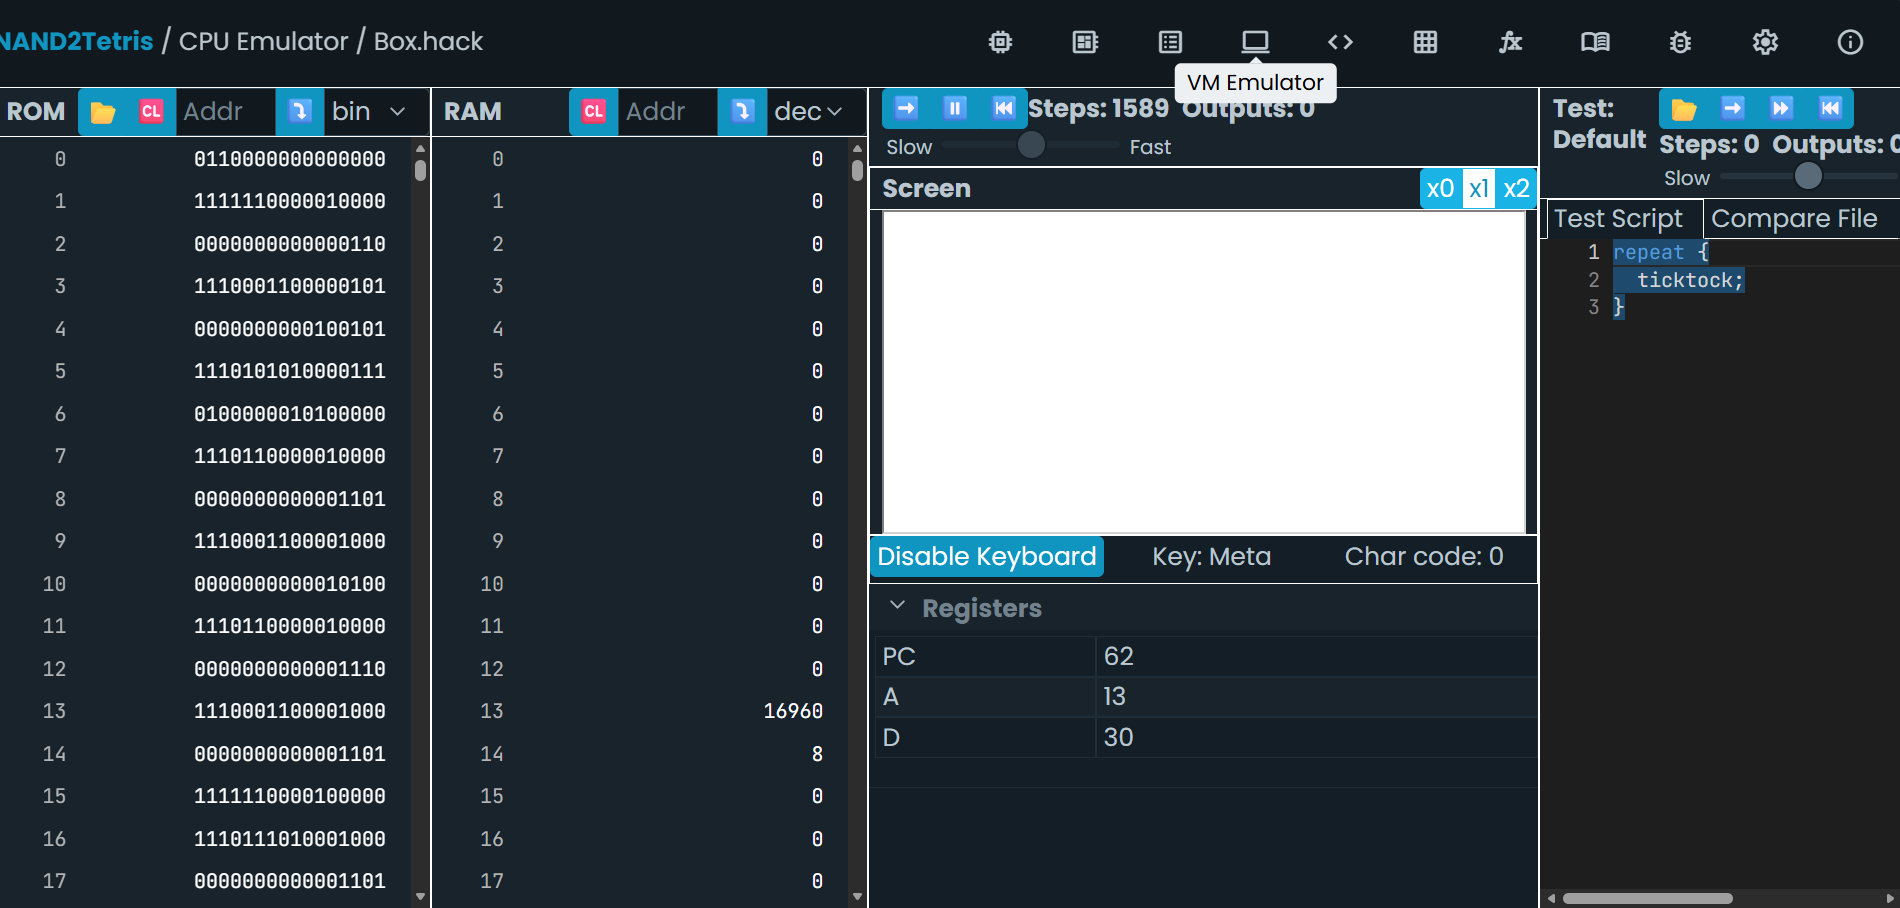 NAND2Tetris / CPU Emulator / Box.hack
VM Emulator
ROM CL Addr bin
0 0110000000000000
1 1111110000010000
2 0000000000000110
3 1110001100000101
4 0000000000100101
5 1110101010000111
6 0100000010100000
7 1110110000010000
8 0000000000001101
9 1110001100001000
10 0000000000010100
11 1110110000010000
12 0000000000001110
13 1110001100001000
14 0000000000001101
15 1111110000100000
16 1110111010001000
17 0000000000001101
RAM CL Addr dec
0 0
1 0
2 0
3 0
4 0
5 0
6 0
7 0
8 0
9 0
10 0
11 0
12 0
13 16960
14 8
15 0
16 0
17 0
Steps: 1589 Outputs: 0
Slow Fast
Screen x0 x1 x2
Disable Keyboard Key: Meta Char code: 0
Registers
PC 62
A 13
D 30
Test:
Default
Steps: 0 Outputs: 0
Slow
Test Script Compare File
1 repeat {
2 ticktock;
3 }